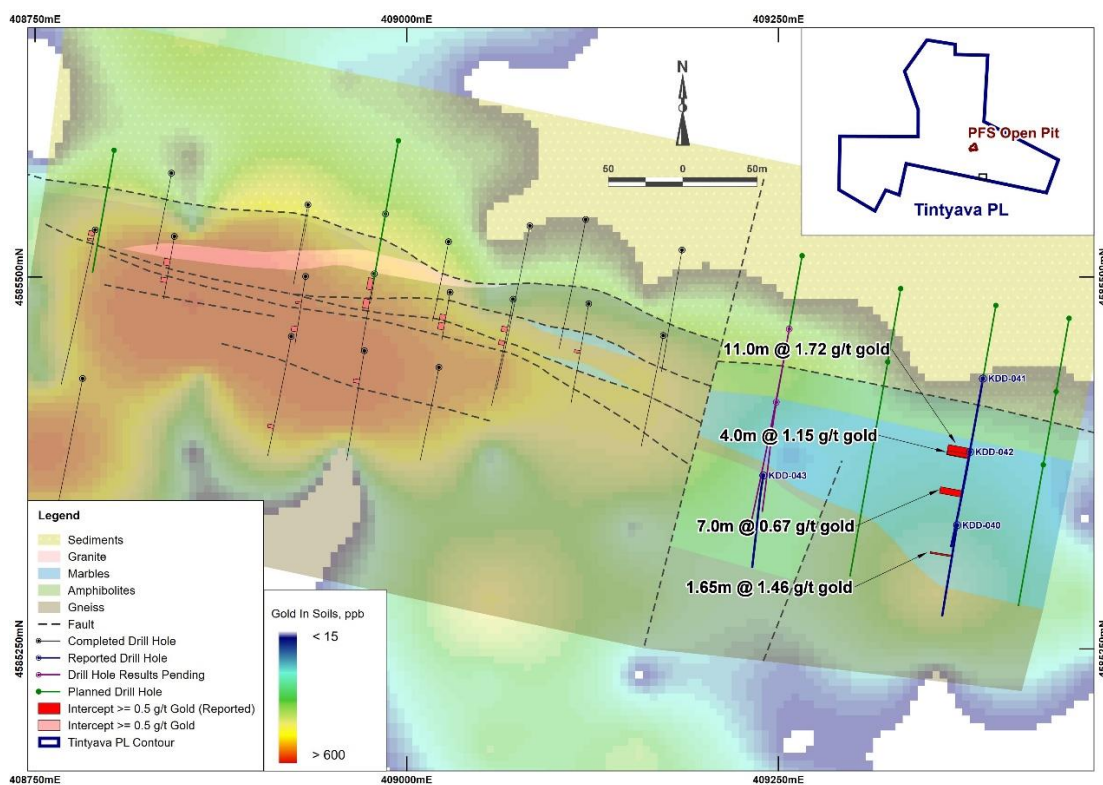 408750mE
409000mE
409250mE
N
50
0
50m
PFS Open Pit
Tintyava PL
4585500mN
4585500mN
11.0m @ 1.72 g/t gold
KDD-041
4.0m @ 1.15 g/t gold
KDD-042
KDD-043
7.0m @ 0.67 g/t gold
KDD-040
1.65m @ 1.46 g/t gold
Legend
Sediments
Granite
Marbles
Amphibolites
Gneiss
Fault
Completed Drill Hole
Reported Drill Hole
Drill Hole Results Pending
Planned Drill Hole
Intercept >= 0.5 g/t Gold (Reported)
Intercept >= 0.5 g/t Gold
Tintyava PL Contour
Gold In Soils, ppb
< 15
> 600
4585250mN
4585250mN
408750mE
409000mE
409250mE